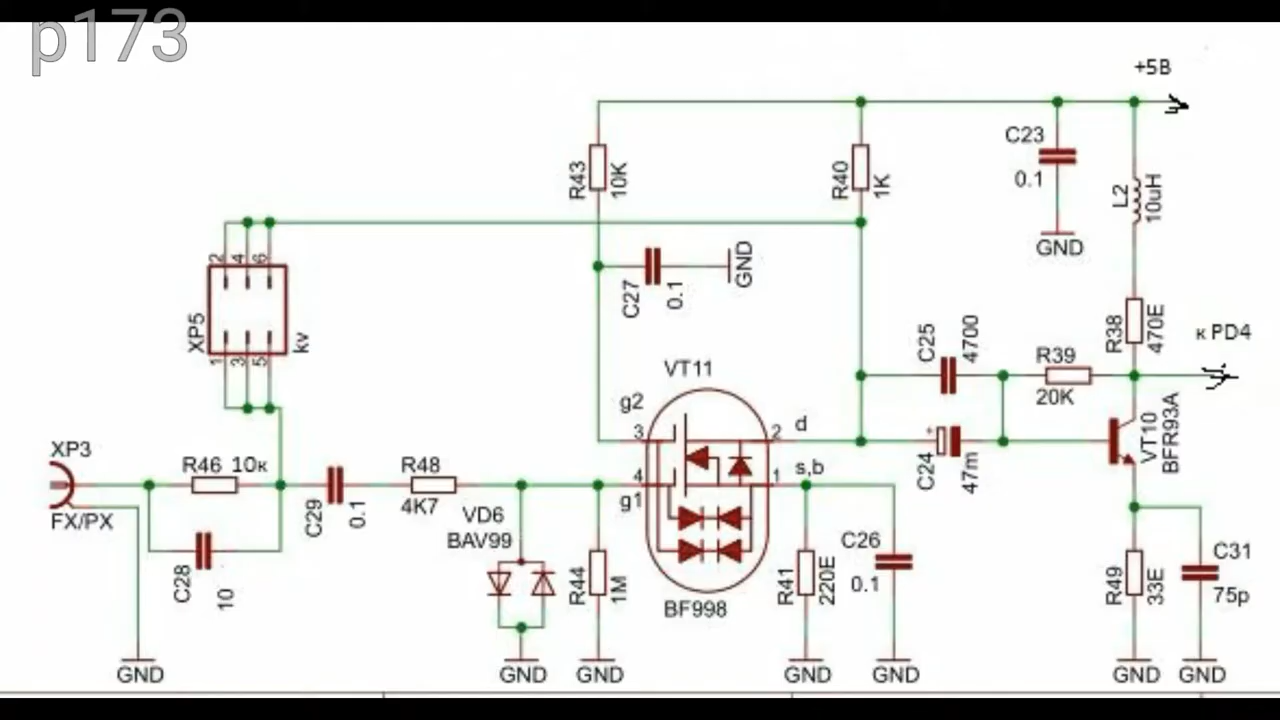 p173
+5В
C23
0.1
GND
L2
10uH
R43
10K
R40
1K
2 4 6
XP5
kv
1 3 5
C27
0.1
GND
R38
470E
к PD4
C25
4700
R39
20K
VT11
g2
3
2
d
C24
+
47m
VT10
BFR93A
XP3
FX/PX
R46 10к
C29
0.1
R48
4K7
4
g1
1
s,b
VD6
BAV99
C28
10
R44
1M
BF998
R41
220E
C26
0.1
R49
33E
C31
75p
GND
GND
GND
GND
GND
GND
GND